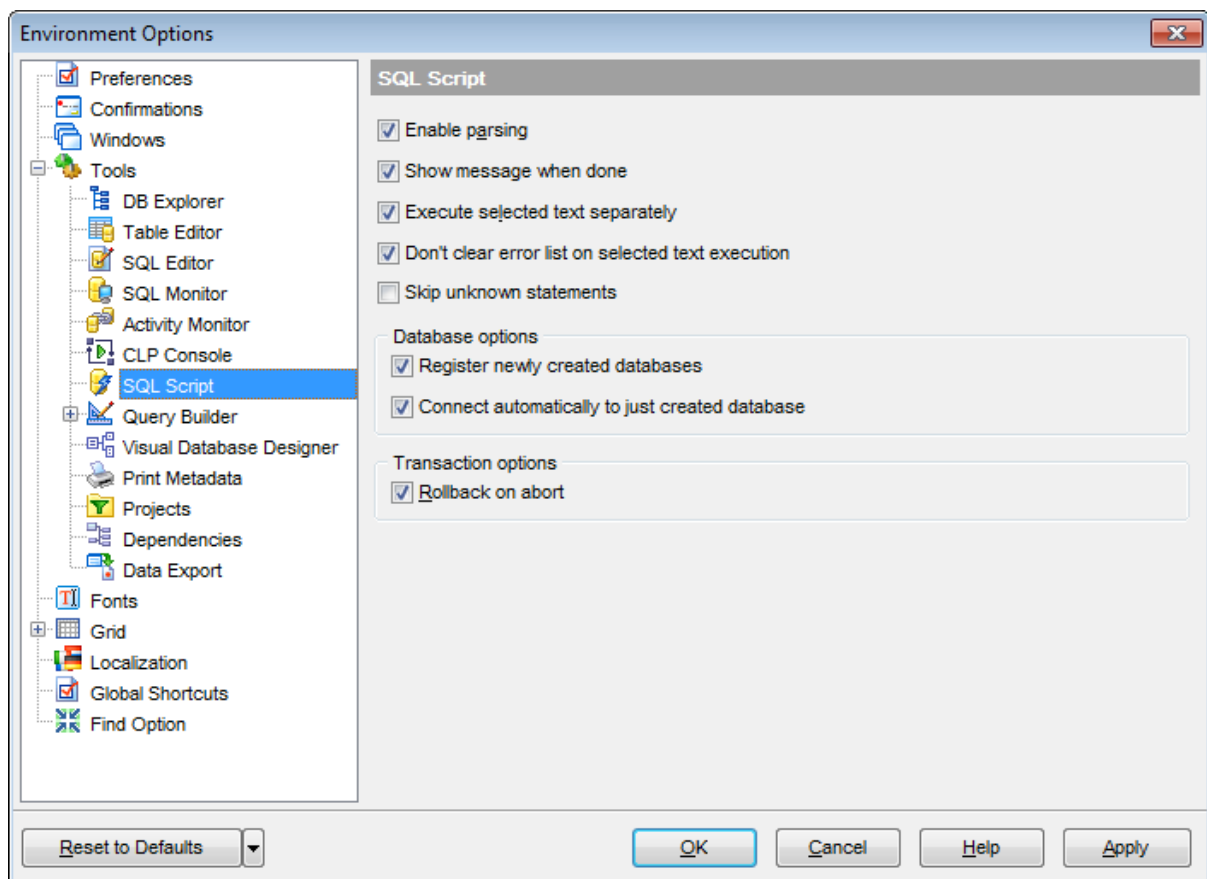 Environment Options
Preferences
Confirmations
Windows
Tools
DB Explorer
Table Editor
SQL Editor
SQL Monitor
Activity Monitor
CLP Console
SQL Script
Query Builder
Visual Database Designer
Print Metadata
Projects
Dependencies
Data Export
Fonts
Grid
Localization
Global Shortcuts
Find Option
SQL Script
Enable parsing
Show message when done
Execute selected text separately
Don't clear error list on selected text execution
Skip unknown statements
Database options
Register newly created databases
Connect automatically to just created database
Transaction options
Rollback on abort
Reset to Defaults
OK
Cancel
Help
Apply